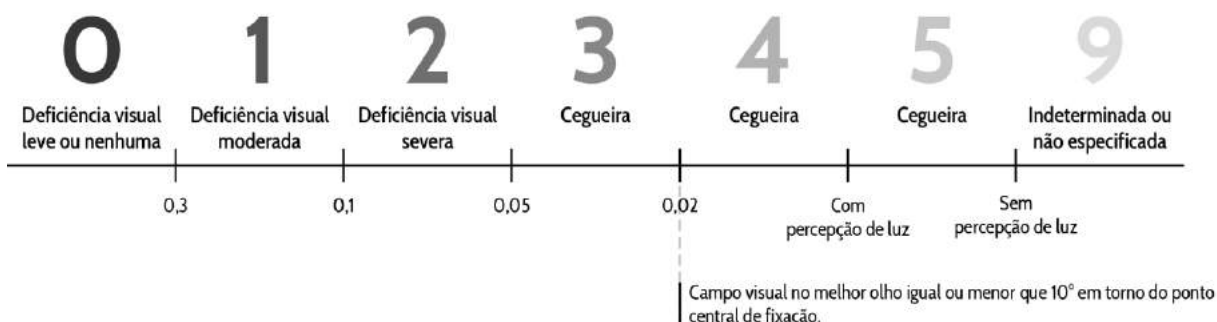 0 1 2 3 4 5 9
Deficiência visual leve ou nenhuma
Deficiência visual moderada
Deficiência visual severa
Cegueira
Cegueira
Cegueira
Indeterminada ou não especificada
0,3 0,1 0,05 0,02
Com percepção de luz
Sem percepção de luz
Campo visual no melhor olho igual ou menor que 10° em torno do ponto
central de fixação.